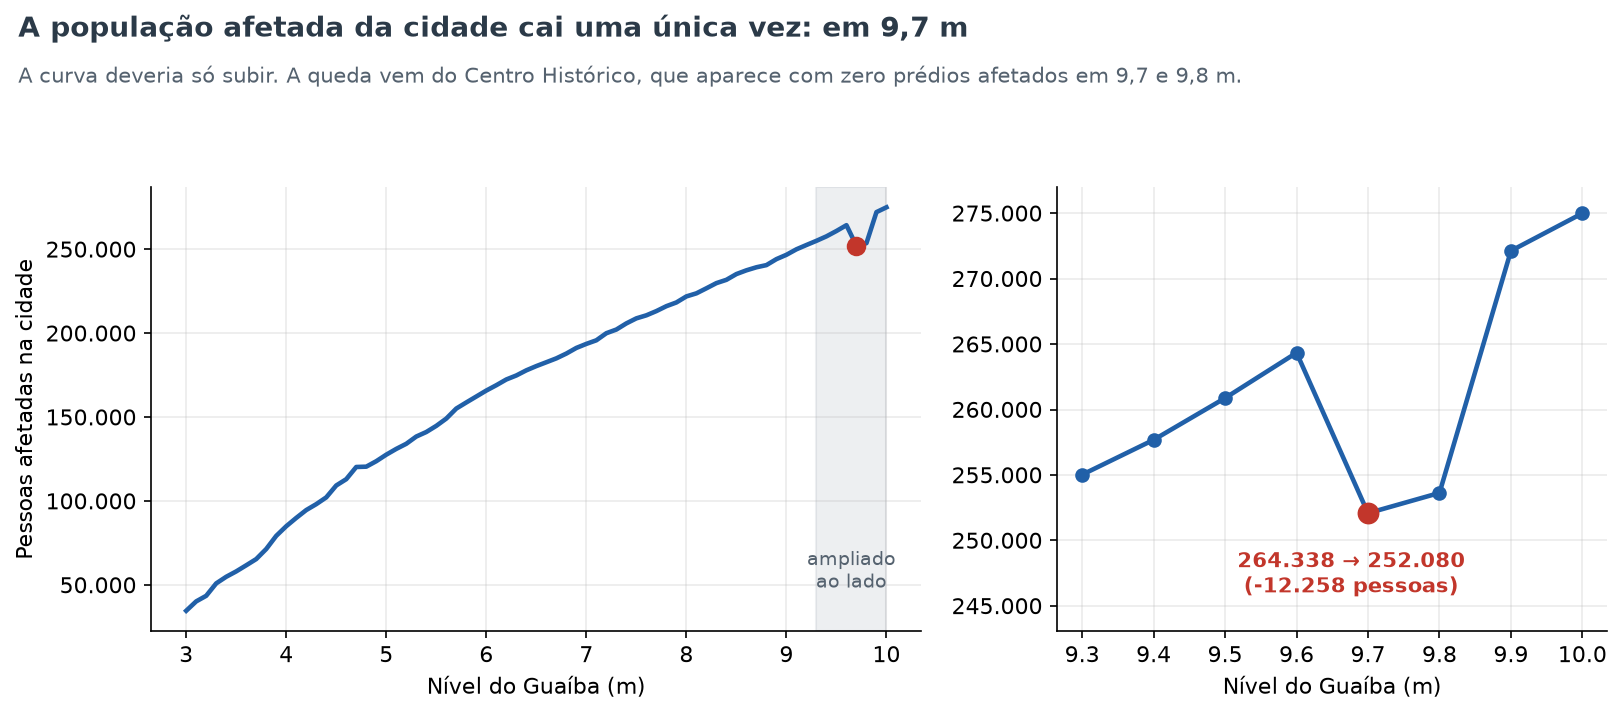 A população afetada da cidade cai uma única vez: em 9,7 m
A curva deveria só subir. A queda vem do Centro Histórico, que aparece com zero prédios afetados em 9,7 e 9,8 m.
Pessoas afetadas na cidade
250.000
200.000
150.000
100.000
50.000
ampliado
ao lado
3 4 5 6 7 8 9 10
Nível do Guaíba (m)
275.000
270.000
265.000
260.000
255.000
250.000
245.000
264.338 → 252.080
(-12.258 pessoas)
9.3 9.4 9.5 9.6 9.7 9.8 9.9 10.0
Nível do Guaíba (m)